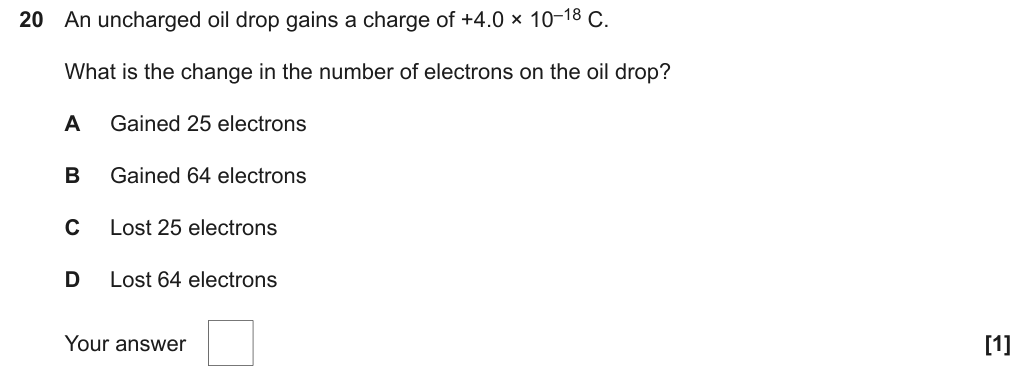 20 An uncharged oil drop gains a charge of +4.0 × 10⁻¹⁸ C.
What is the change in the number of electrons on the oil drop?
A Gained 25 electrons
B Gained 64 electrons
C Lost 25 electrons
D Lost 64 electrons
Your answer [1]